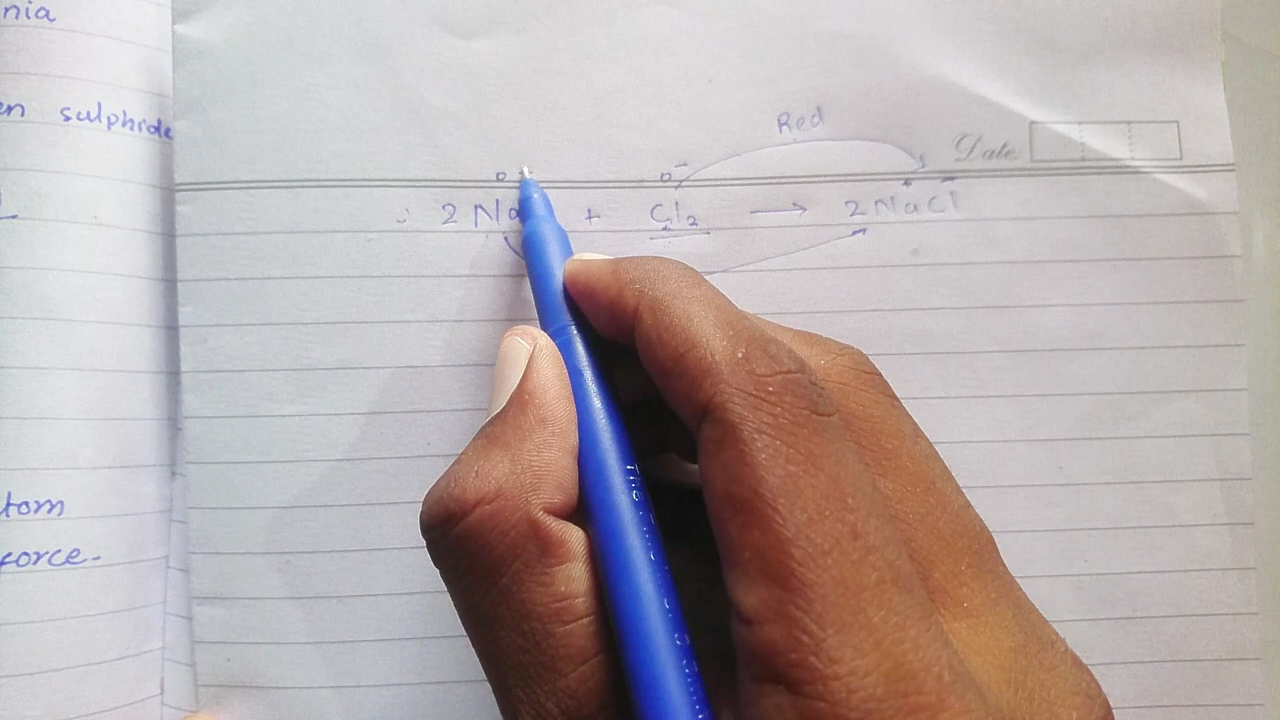 nia
en sulphide
tom
force-
Red
Date
o o -
+ -
2 Na + Cl2 → 2 NaCl